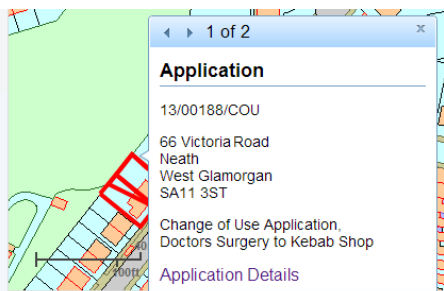 1 of 2
x
Application
13/00188/COU
66 Victoria Road
Neath
West Glamorgan
SA11 3ST
Change of Use Application,
Doctors Surgery to Kebab Shop
Application Details
40
100ft